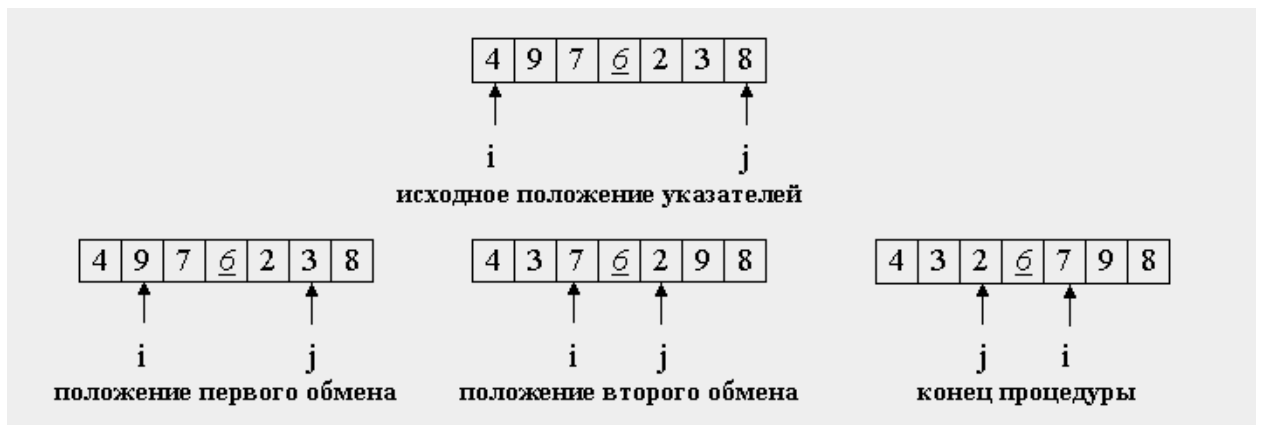 4 9 7 6 2 3 8
i j
исходное положение указателей
4 9 7 6 2 3 8
i j
положение первого обмена
4 3 7 6 2 9 8
i j
положение второго обмена
4 3 2 6 7 9 8
j i
конец процедуры